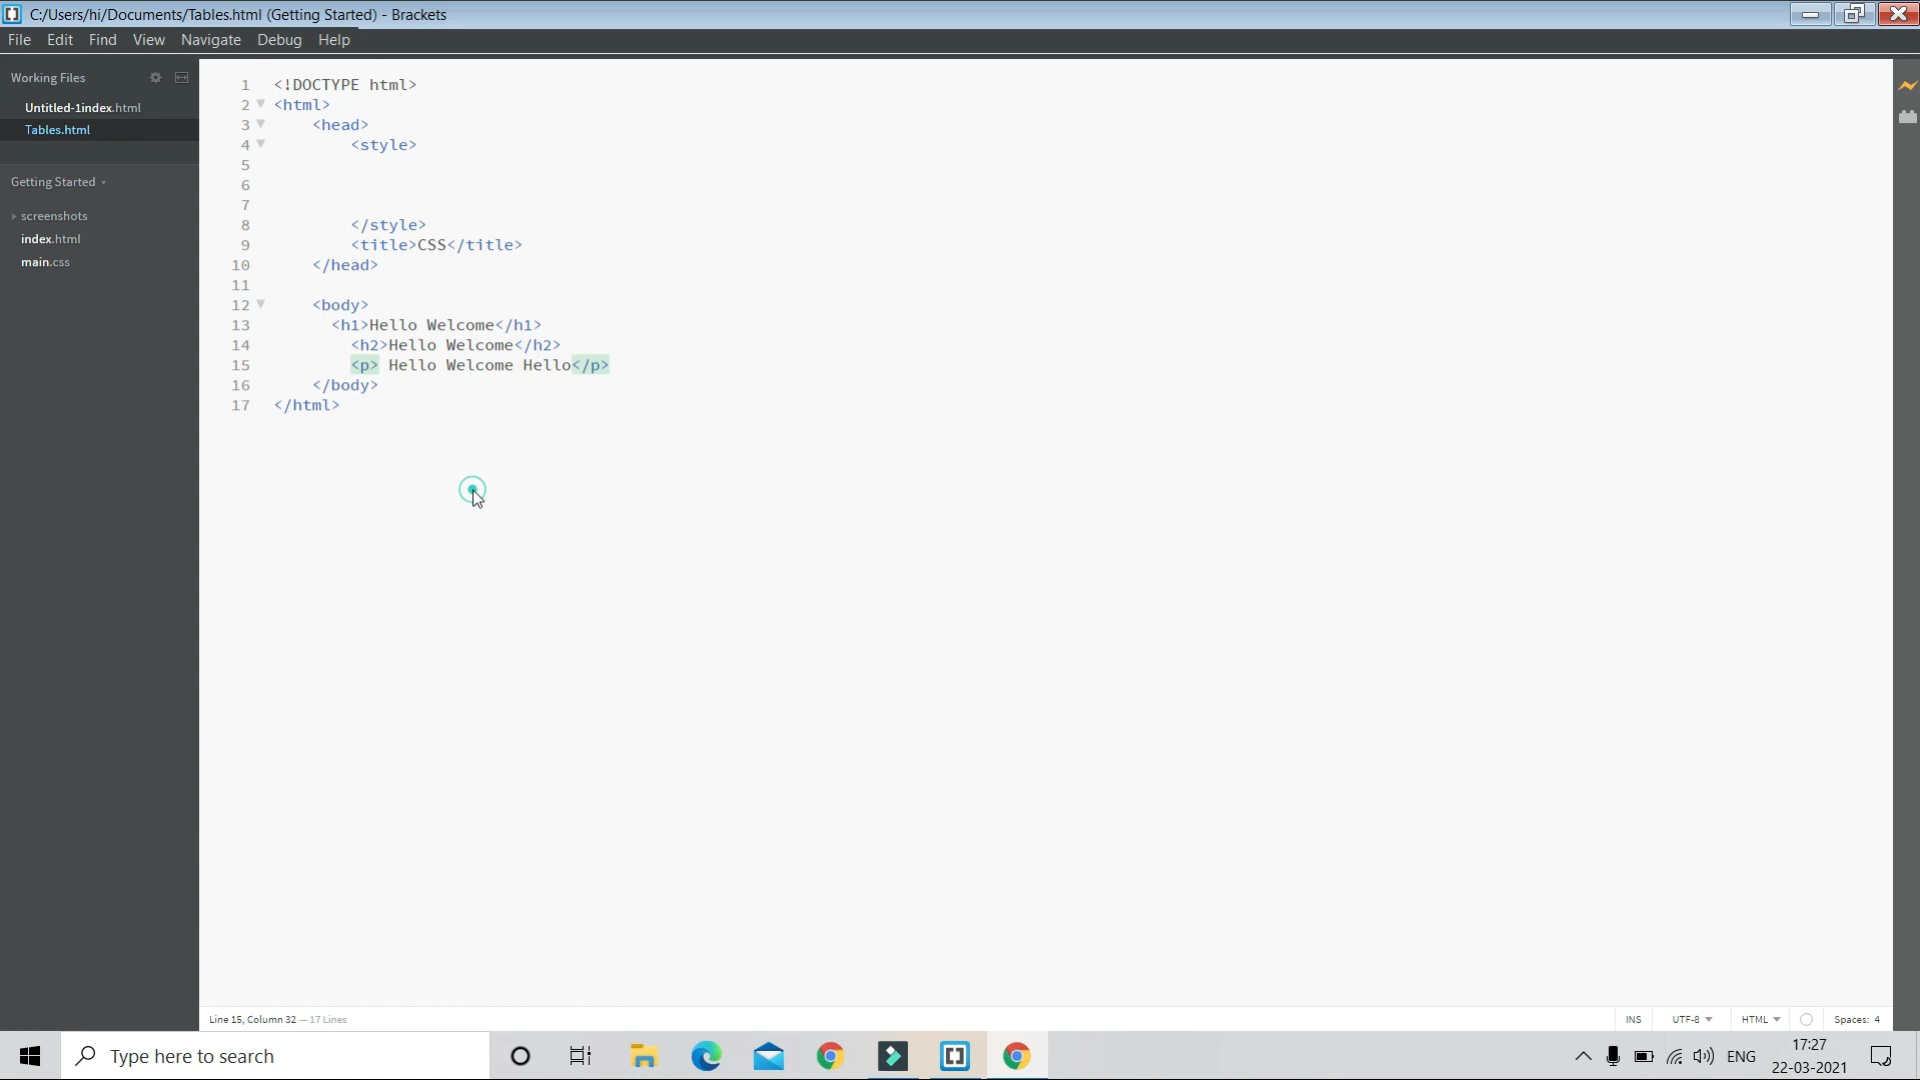 C:/Users/hi/Documents/Tables.html (Getting Started) - Brackets
File Edit Find View Navigate Debug Help
Working Files
Untitled-1index.html
Tables.html
Getting Started
screenshots
index.html
main.css
1 <!DOCTYPE html>
2 <html>
3 <head>
4 <style>
5
6
7
8 </style>
9 <title>CSS</title>
10 </head>
11
12 <body>
13 <h1>Hello Welcome</h1>
14 <h2>Hello Welcome</h2>
15 <p> Hello Welcome Hello</p>
16 </body>
17 </html>
Line 15, Column 32 — 17 Lines
INS UTF-8 HTML Spaces: 4
Type here to search
ENG
17:27
22-03-2021